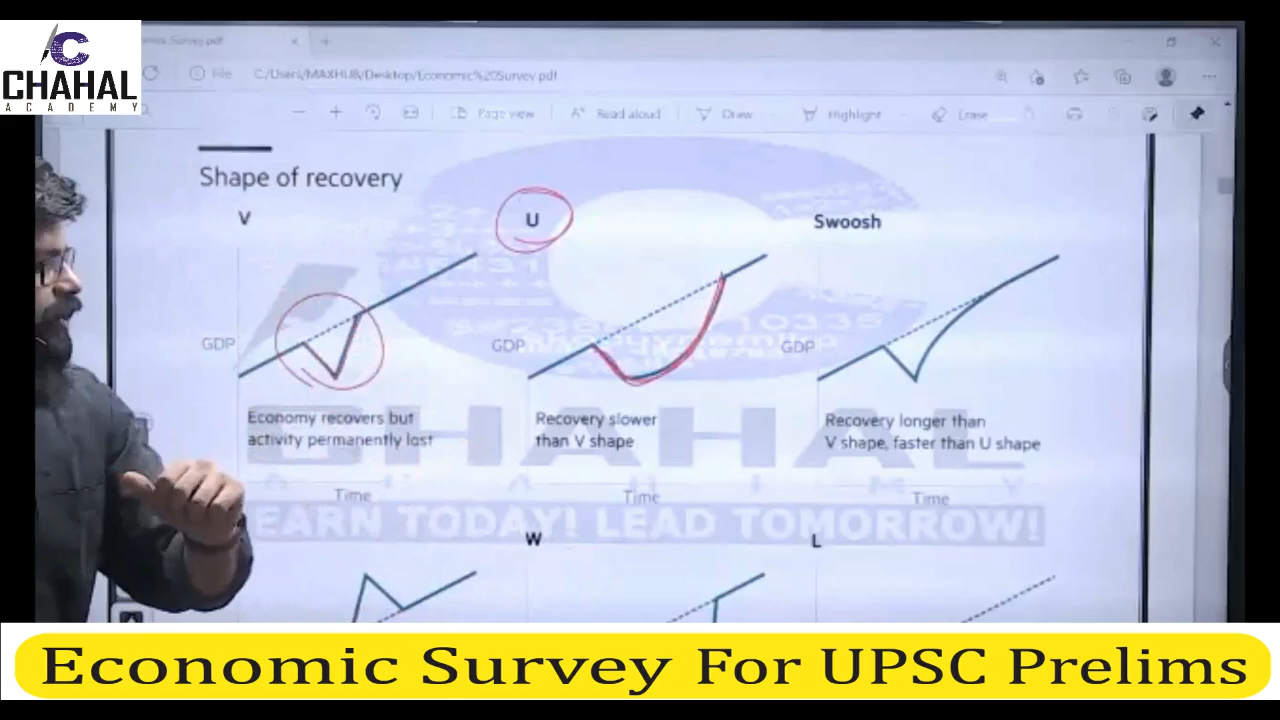 CHAHAL
ACADEMY
C:/Users/MAXHUB/Desktop/Economic%20Survey.pdf
File
Page view
Read aloud
Draw
Highlight
Erase
Shape of recovery
V
U
Swoosh
GDP
GDP
GDP
Economy recovers but
activity permanently lost
Recovery slower
than V shape
Recovery longer than
V shape, faster than U shape
Time
Time
Time
CHAHAL
LEARN TODAY! LEAD TOMORROW!
W
L
Economic Survey For UPSC Prelims